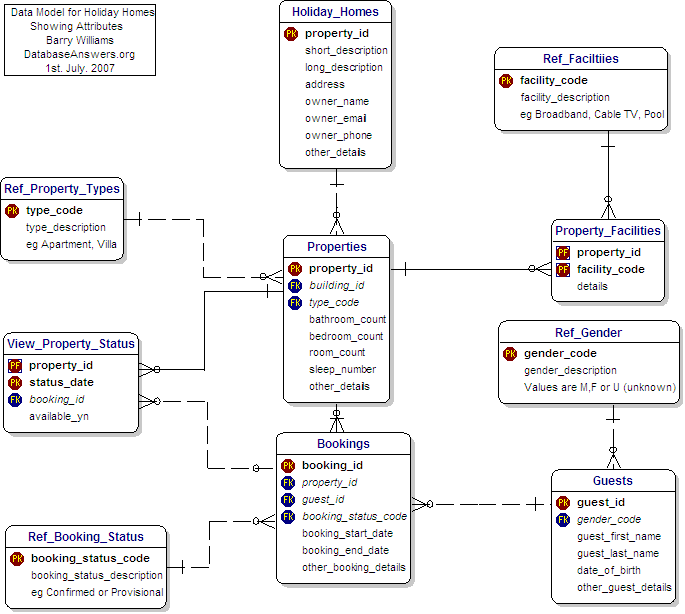 Data Model for Holiday Homes
Showing Attributes
Barry Williams
DatabaseAnswers.org
1st. July. 2007
Holiday_Homes
PK property_id
short_description
long_description
address
owner_name
owner_email
owner_phone
other_details
Ref_Faciltiies
PK facility_code
facility_description
eg Broadband, Cable TV, Pool
Ref_Property_Types
PK type_code
type_description
eg Apartment, Villa
Properties
PK property_id
FK building_id
FK type_code
bathroom_count
bedroom_count
room_count
sleep_number
other_details
Property_Facilities
PF property_id
PF facility_code
details
View_Property_Status
PF property_id
PK status_date
FK booking_id
available_yn
Ref_Gender
PK gender_code
gender_description
Values are M,F or U (unknown)
Bookings
PK booking_id
FK property_id
FK guest_id
FK booking_status_code
booking_start_date
booking_end_date
other_booking_details
Guests
PK guest_id
FK gender_code
guest_first_name
guest_last_name
date_of_birth
other_guest_details
Ref_Booking_Status
PK booking_status_code
booking_status_description
eg Confirmed or Provisional